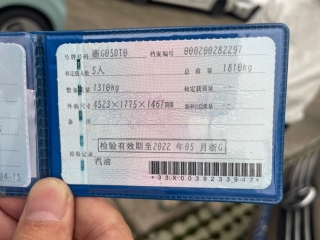 号牌号码 浙G0SDT0 档案编号 000200282297
核定载人数 5人 总质量 1810kg
整备质量 1310kg 核定载质量
外廓尺寸 4523×1775×1467mm 准牵引总质量
备注
检验有效期至2022年05月浙G
检验记录
汽油
*33X0039233947*
04-15